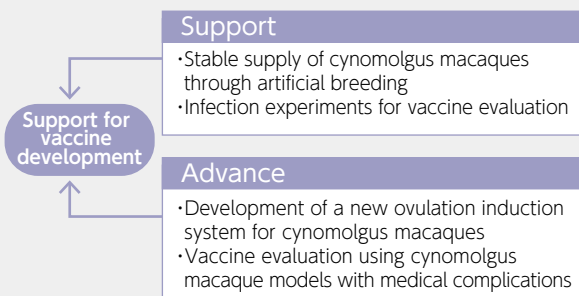 Support
・Stable supply of cynomolgus macaques
through artificial breeding
・Infection experiments for vaccine evaluation
Support for
vaccine
development
Advance
・Development of a new ovulation induction
system for cynomolgus macaques
・Vaccine evaluation using cynomolgus
macaque models with medical complications